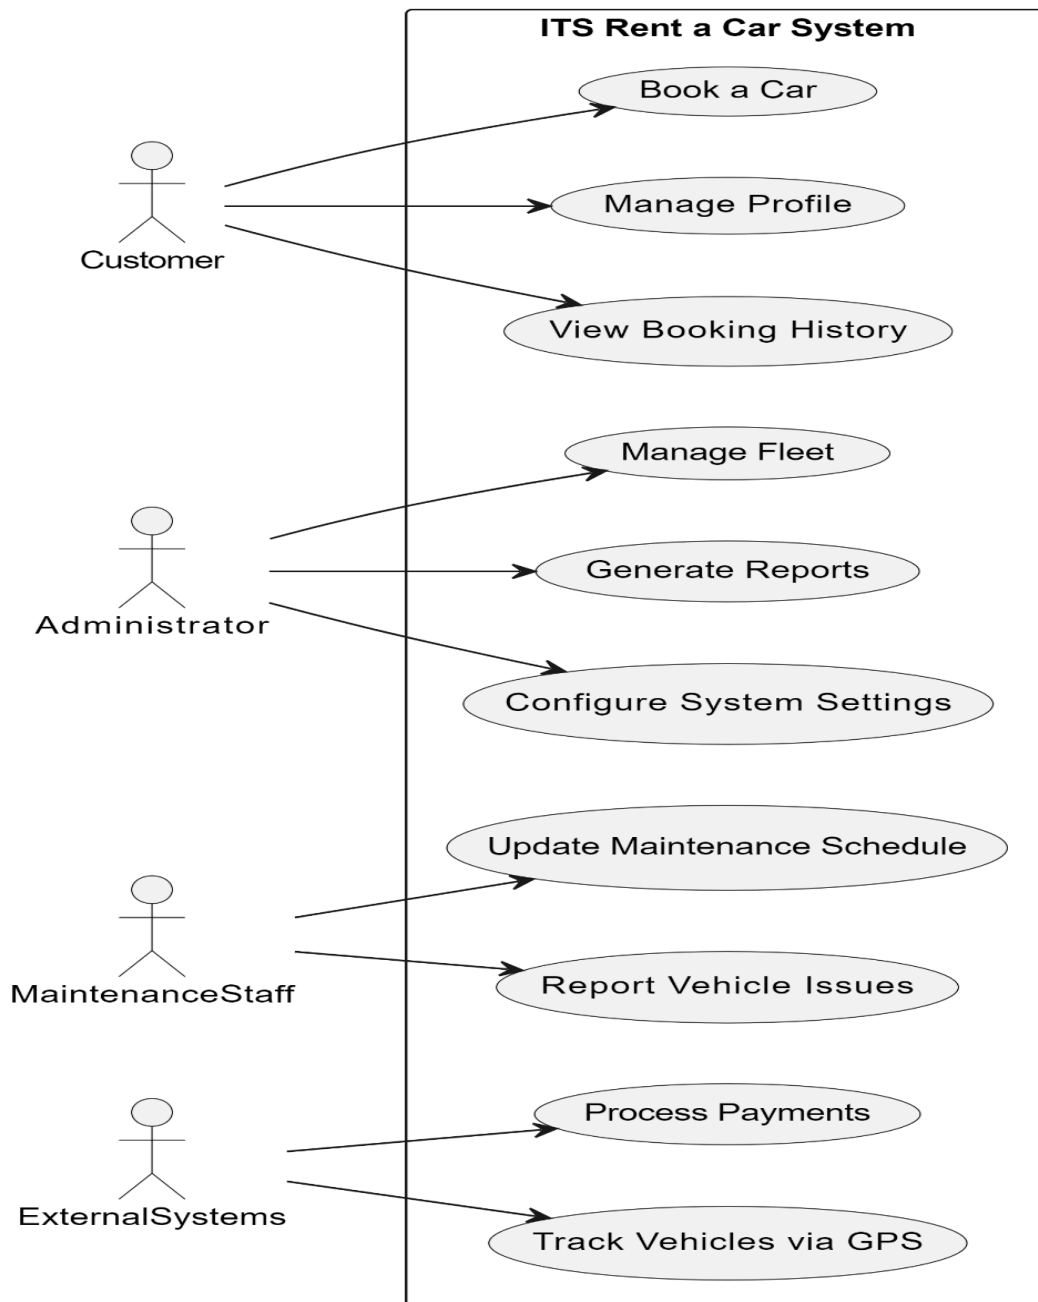 ITS Rent a Car System
Book a Car
Manage Profile
Customer
View Booking History
Manage Fleet
Generate Reports
Administrator
Configure System Settings
Update Maintenance Schedule
MaintenanceStaff
Report Vehicle Issues
Process Payments
ExternalSystems
Track Vehicles via GPS